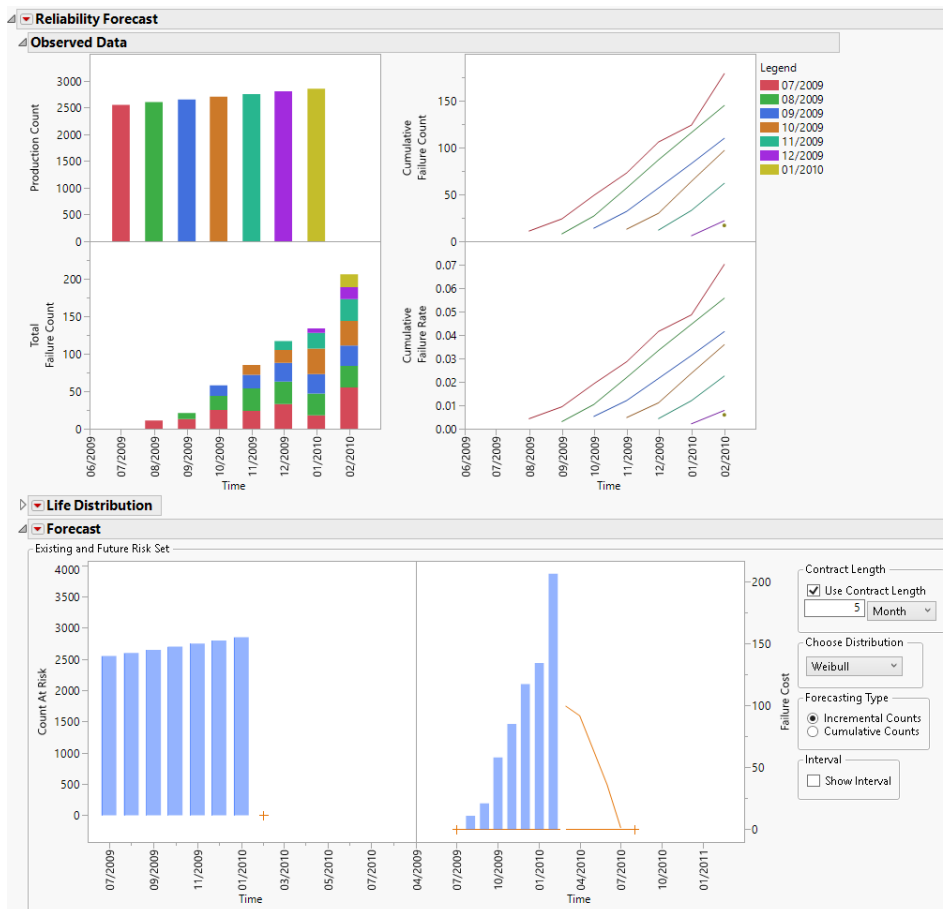 Reliability Forecast
Observed Data
3000
2500
2000
1500
1000
500
0
Production Count
150
100
50
0
Cumulative
Failure Count
Legend
07/2009
08/2009
09/2009
10/2009
11/2009
12/2009
01/2010
200
150
100
50
0
Total
Failure Count
06/2009
07/2009
08/2009
09/2009
10/2009
11/2009
12/2009
01/2010
02/2010
Time
0.07
0.06
0.05
0.04
0.03
0.02
0.01
0.00
Cumulative
Failure Rate
06/2009
07/2009
08/2009
09/2009
10/2009
11/2009
12/2009
01/2010
02/2010
Time
Life Distribution
Forecast
Existing and Future Risk Set
4000
3500
3000
2500
2000
1500
1000
500
0
Count At Risk
07/2009
09/2009
11/2009
01/2010
03/2010
05/2010
07/2010
Time
200
150
100
50
0
Failure Cost
04/2009
07/2009
10/2009
01/2010
04/2010
07/2010
10/2010
01/2011
Time
Contract Length
Use Contract Length
5 Month
Choose Distribution
Weibull
Forecasting Type
Incremental Counts
Cumulative Counts
Interval
Show Interval